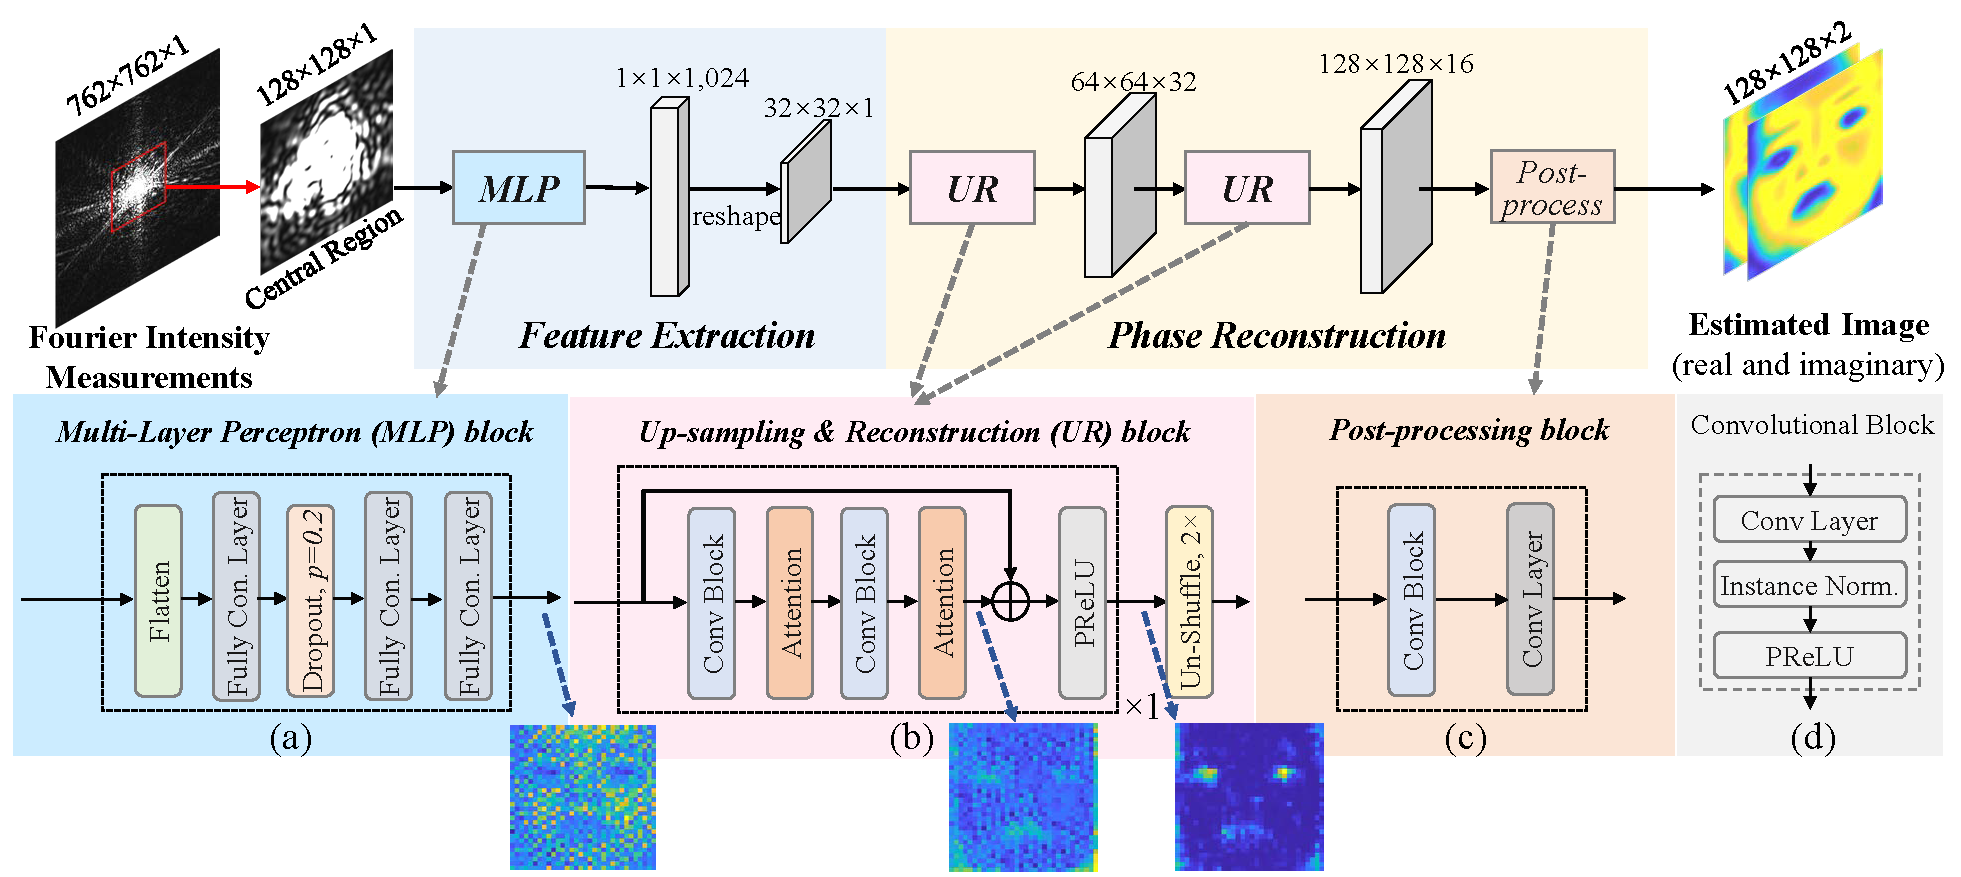 762×762×1
128×128×1
Central Region
Fourier Intensity
Measurements
1×1×1,024
32×32×1
MLP
reshape
Feature Extraction
UR
64×64×32
UR
128×128×16
Post-
process
Phase Reconstruction
128×128×2
Estimated Image
(real and imaginary)
Multi-Layer Perceptron (MLP) block
Flatten
Fully Con. Layer
Dropout, p=0.2
Fully Con. Layer
Fully Con. Layer
(a)
Up-sampling & Reconstruction (UR) block
Conv Block
Attention
Conv Block
Attention
PReLU
×1
Un-Shuffle, 2×
(b)
Post-processing block
Conv Block
Conv Layer
(c)
Convolutional Block
Conv Layer
Instance Norm.
PReLU
(d)